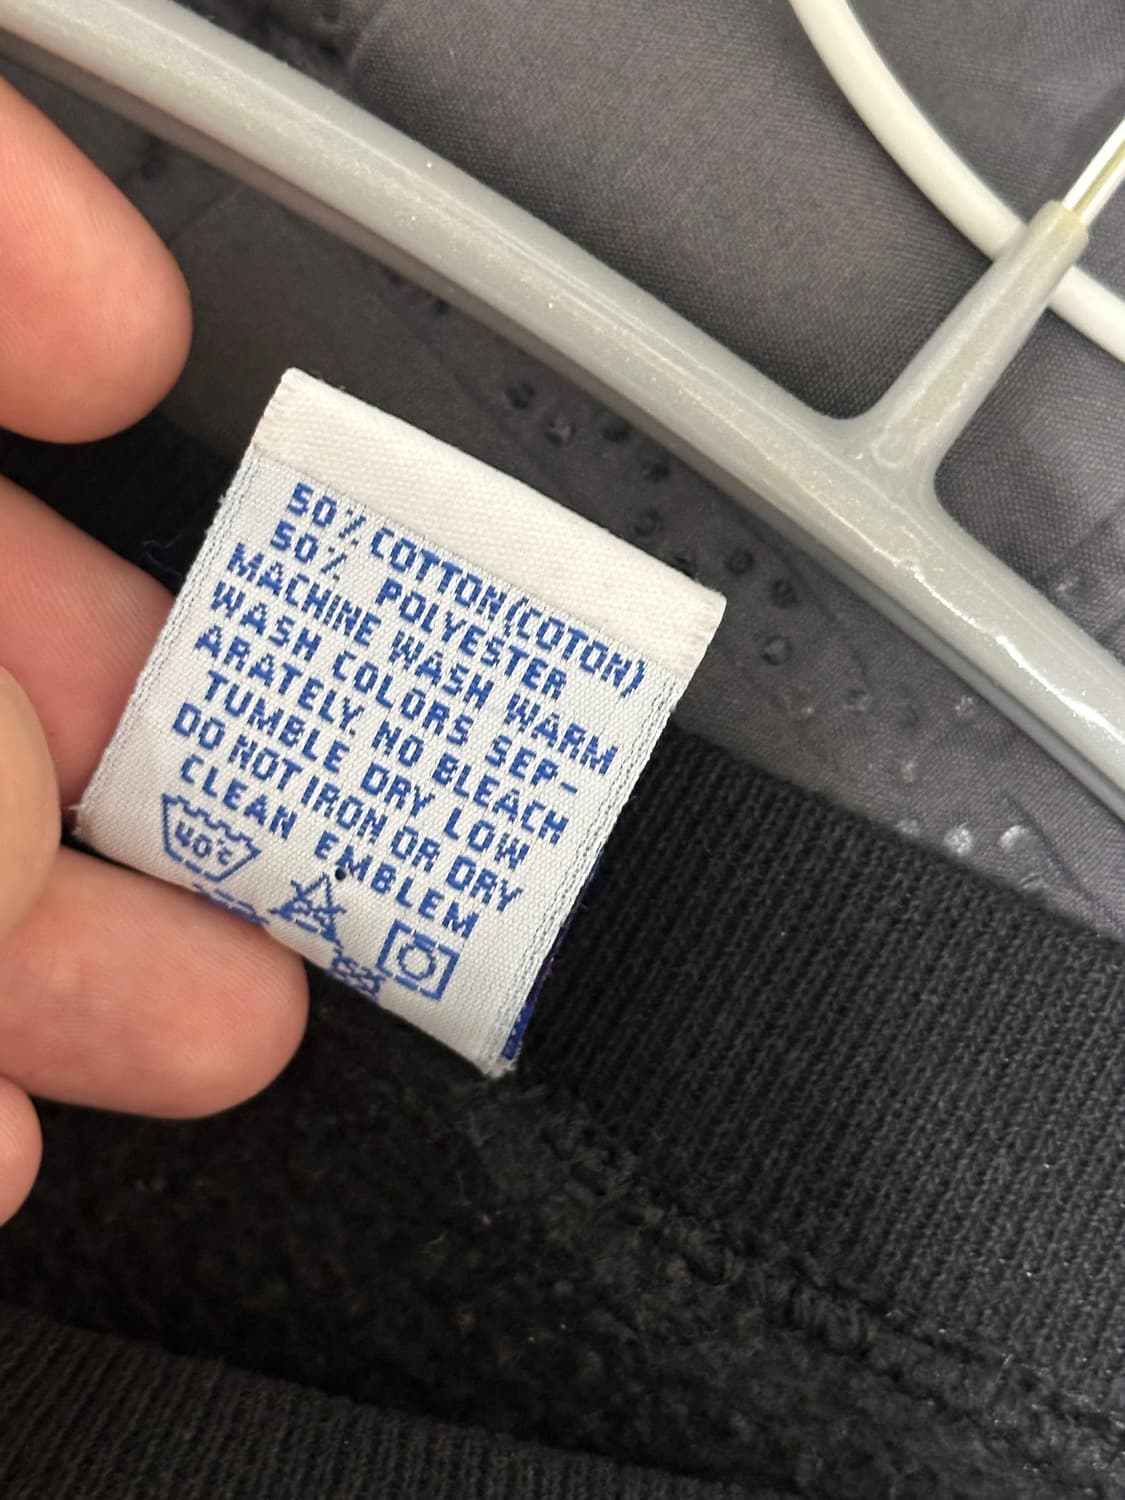 50% COTTON(COTON)
50% POLYESTER
MACHINE WASH WARM
WASH COLORS SEP-
ARATELY. NO BLEACH
TUMBLE DRY LOW
DO NOT IRON OR DRY
CLEAN EMBLEM
40°C